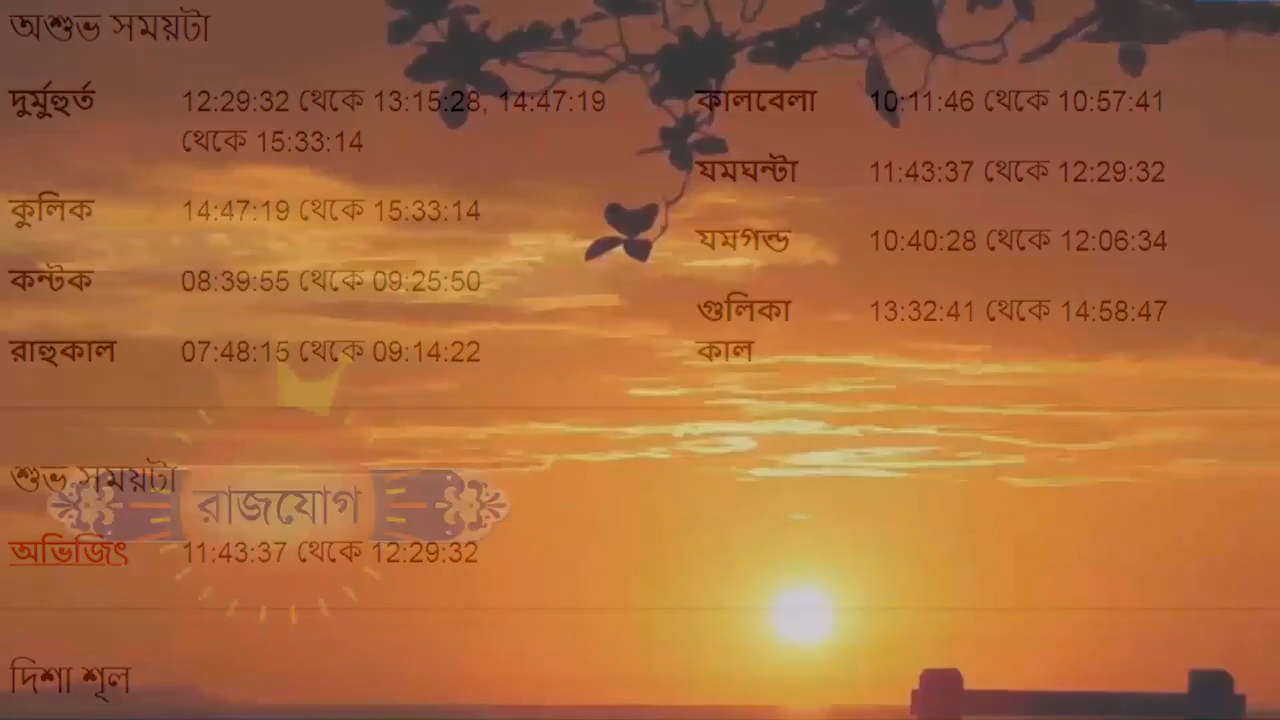 অশুভ সময়টা
দুর্মুহুর্ত 12:29:32 থেকে 13:15:28, 14:47:19
থেকে 15:33:14
কুলিক 14:47:19 থেকে 15:33:14
কন্টক 08:39:55 থেকে 09:25:50
রাহুকাল 07:48:15 থেকে 09:14:22
কালবেলা 10:11:46 থেকে 10:57:41
যমঘন্টা 11:43:37 থেকে 12:29:32
যমগন্ড 10:40:28 থেকে 12:06:34
গুলিকা 13:32:41 থেকে 14:58:47
কাল
শুভ সময়টা
রাজযোগ
অভিজিৎ 11:43:37 থেকে 12:29:32
দিশা শূল